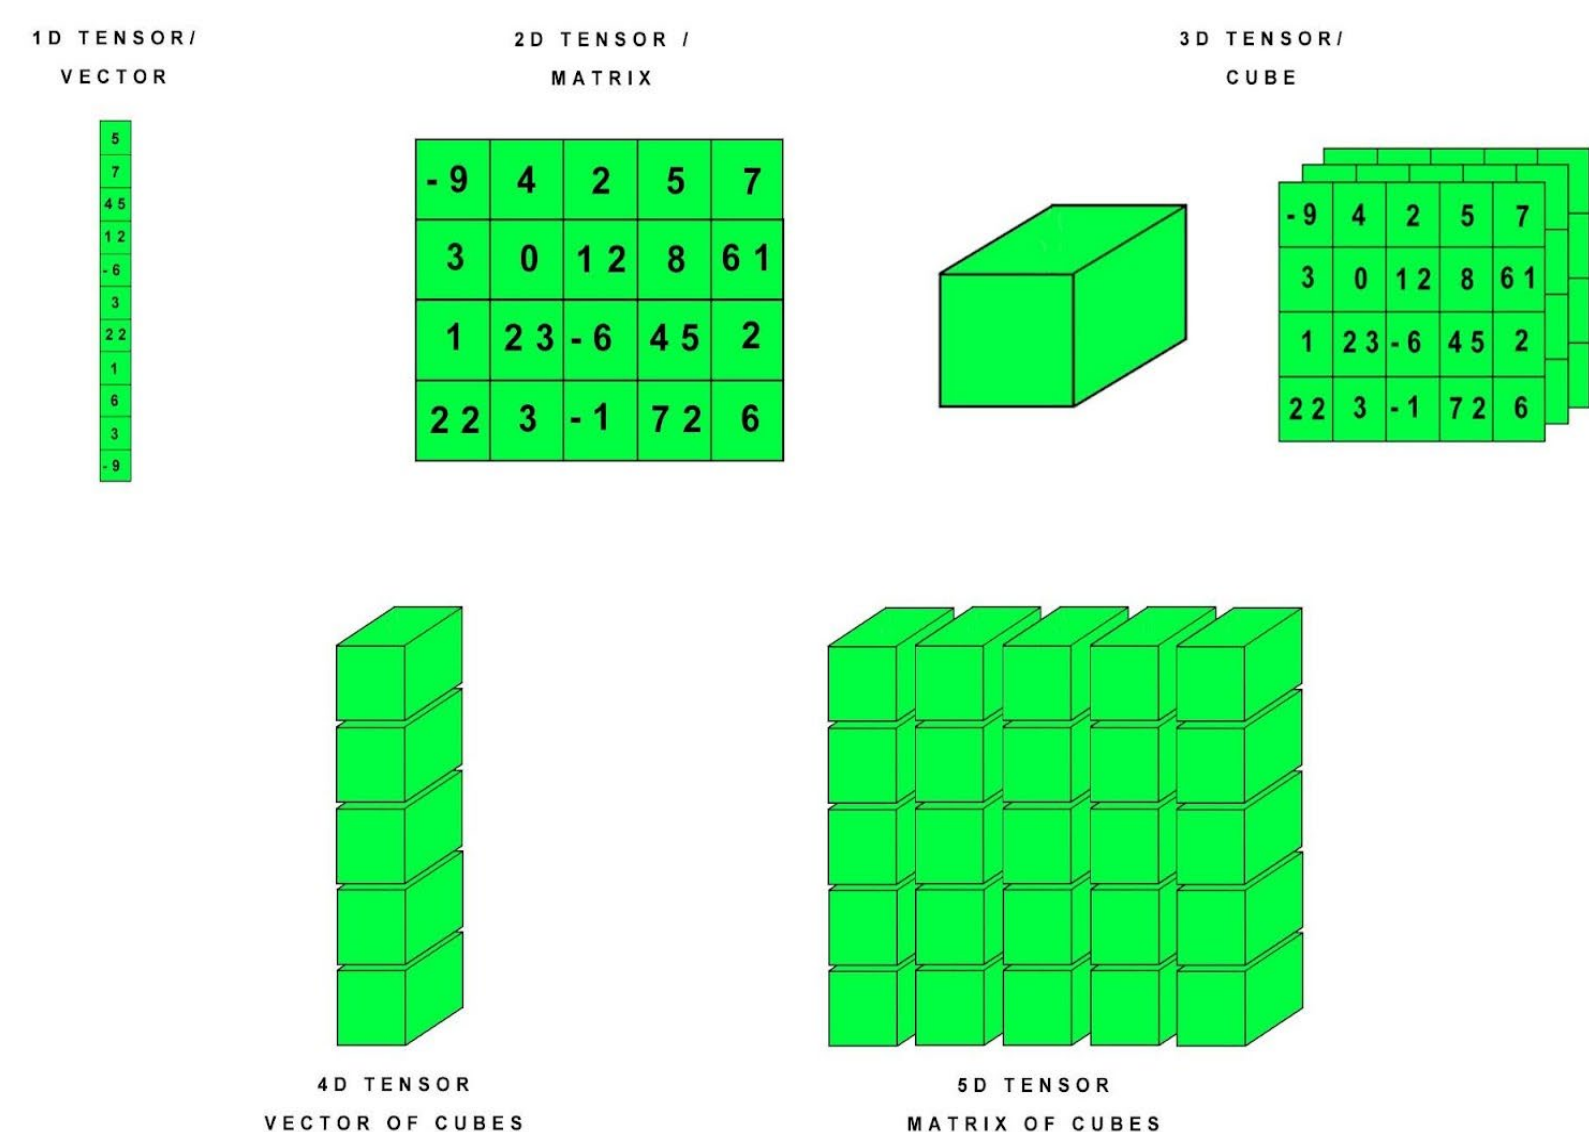 1D TENSOR/
VECTOR
5
7
45
12
-6
3
22
1
6
3
-9
2D TENSOR /
MATRIX
-9 4 2 5 7
3 0 12 8 61
1 23 -6 45 2
22 3 -1 72 6
3D TENSOR/
CUBE
-9 4 2 5 7
3 0 12 8 61
1 23 -6 45 2
22 3 -1 72 6
4D TENSOR
VECTOR OF CUBES
5D TENSOR
MATRIX OF CUBES